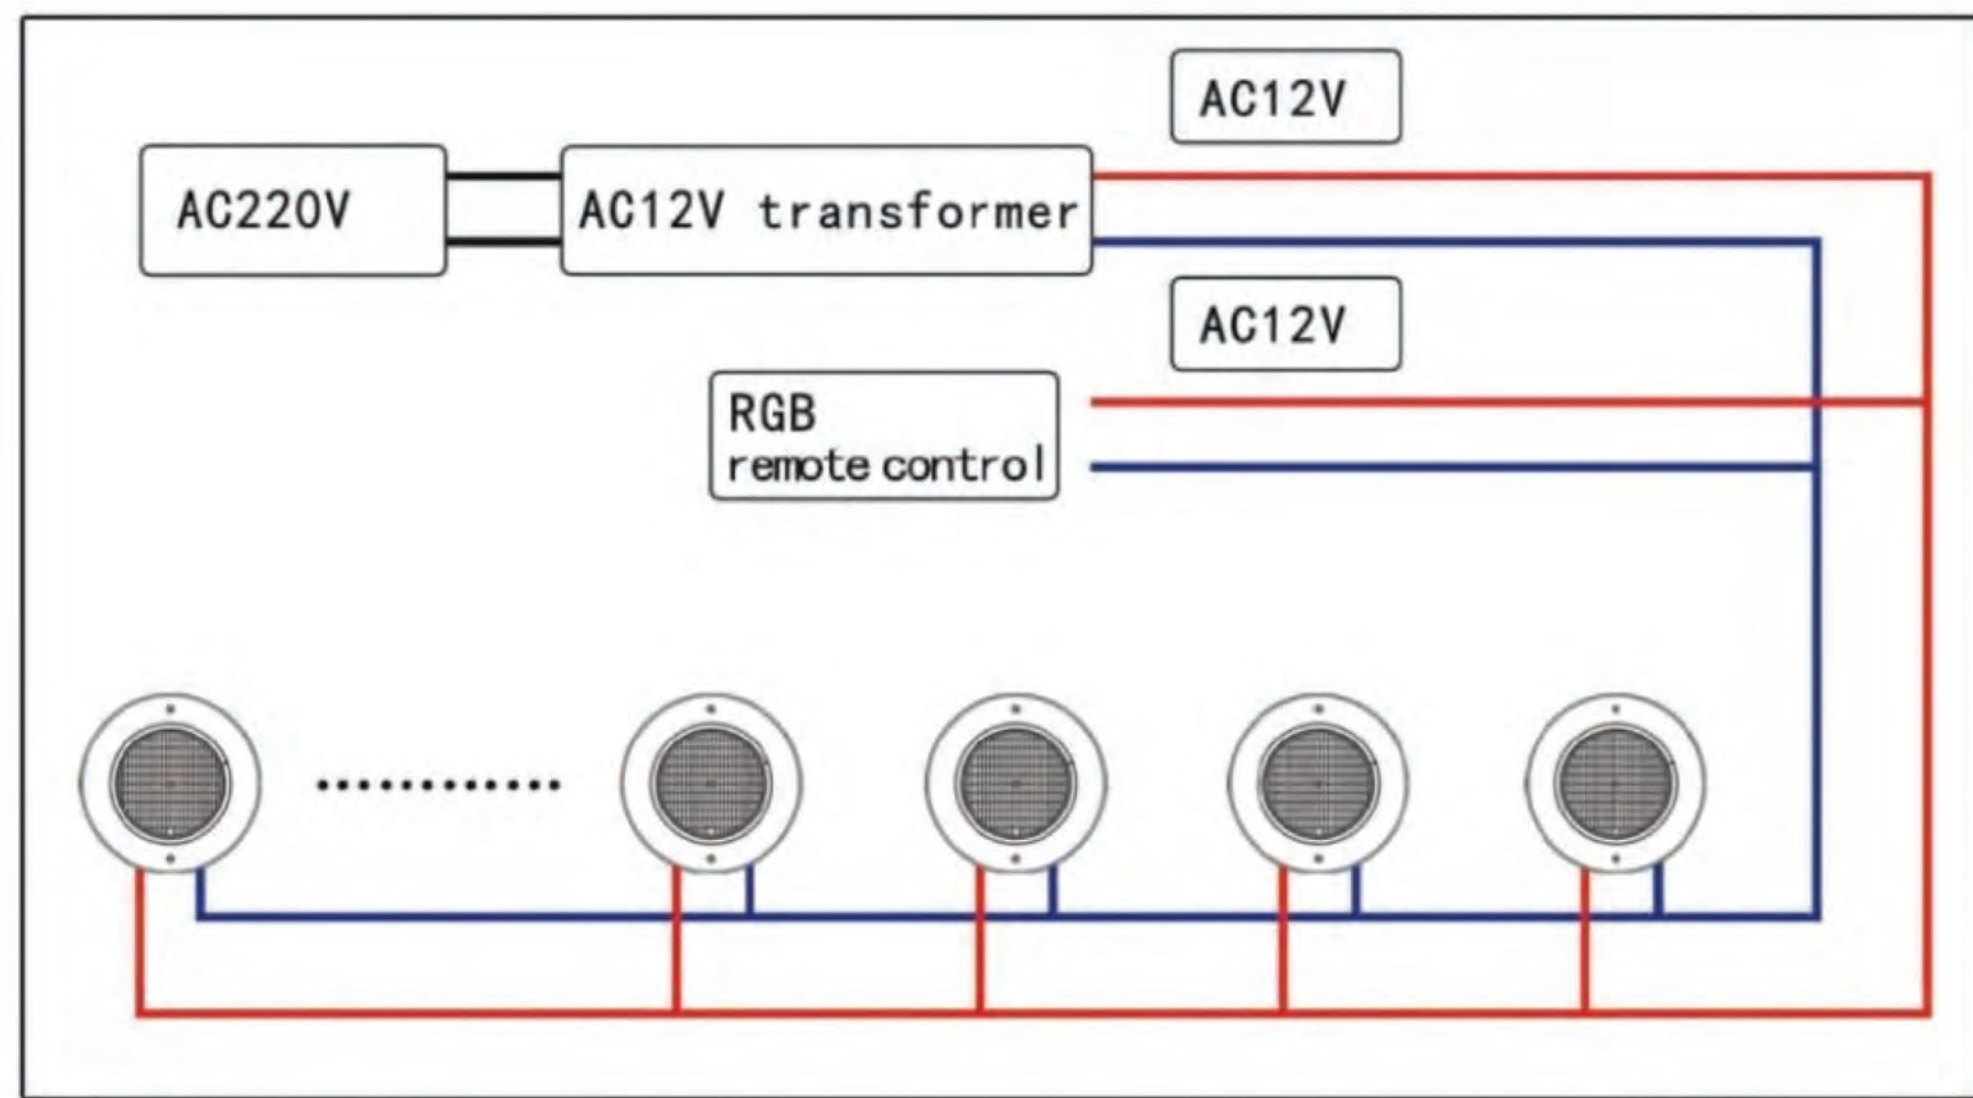 AC12V
AC220V
AC12V transformer
AC12V
RGB
remote control